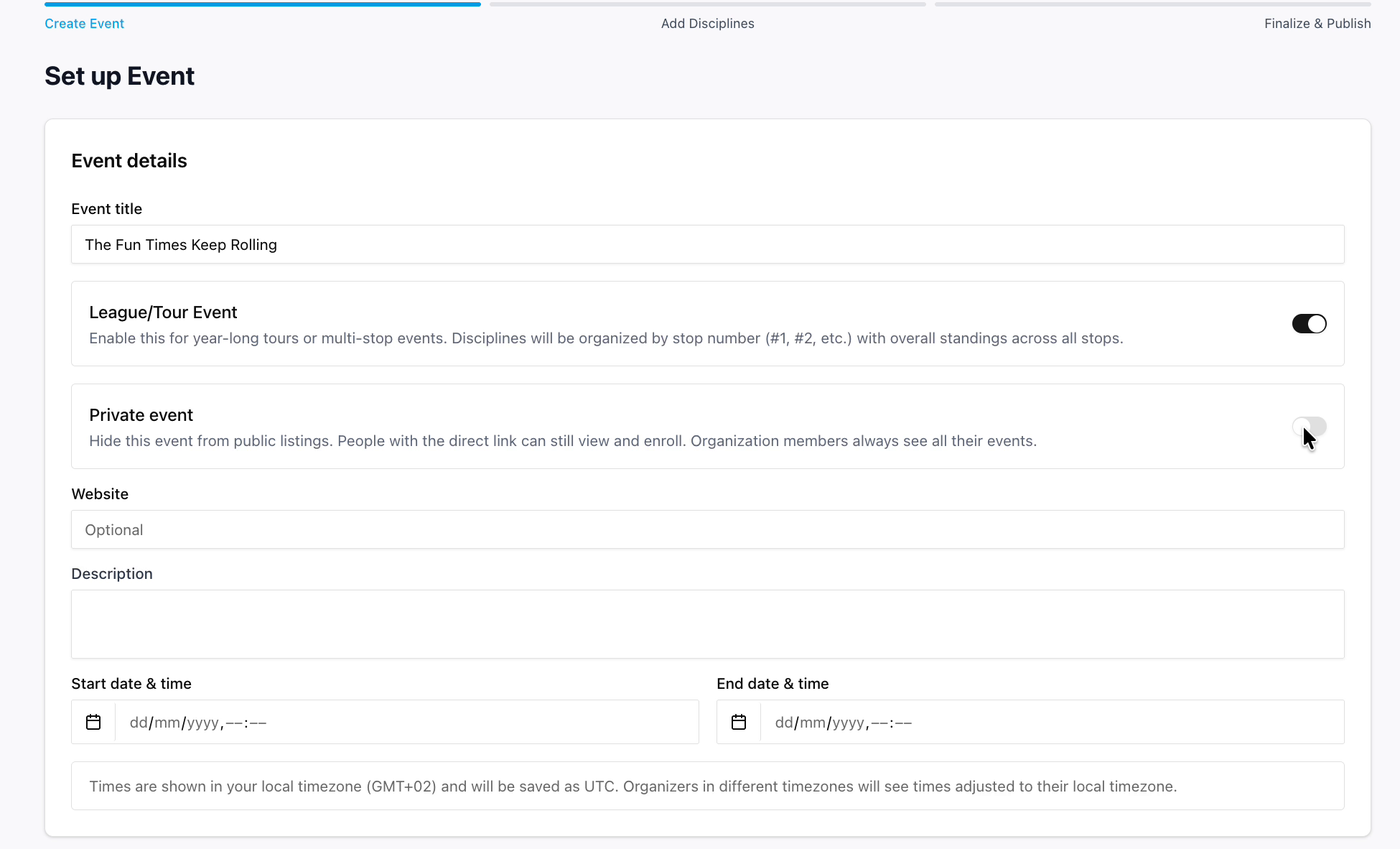 Create Event
Add Disciplines
Finalize & Publish
Set up Event
Event details
Event title
The Fun Times Keep Rolling
League/Tour Event
Enable this for year-long tours or multi-stop events. Disciplines will be organized by stop number (#1, #2, etc.) with overall standings across all stops.
Private event
Hide this event from public listings. People with the direct link can still view and enroll. Organization members always see all their events.
Website
Optional
Description
Start date & time
End date & time
dd/mm/yyyy,––:––
dd/mm/yyyy,––:––
Times are shown in your local timezone (GMT+02) and will be saved as UTC. Organizers in different timezones will see times adjusted to their local timezone.